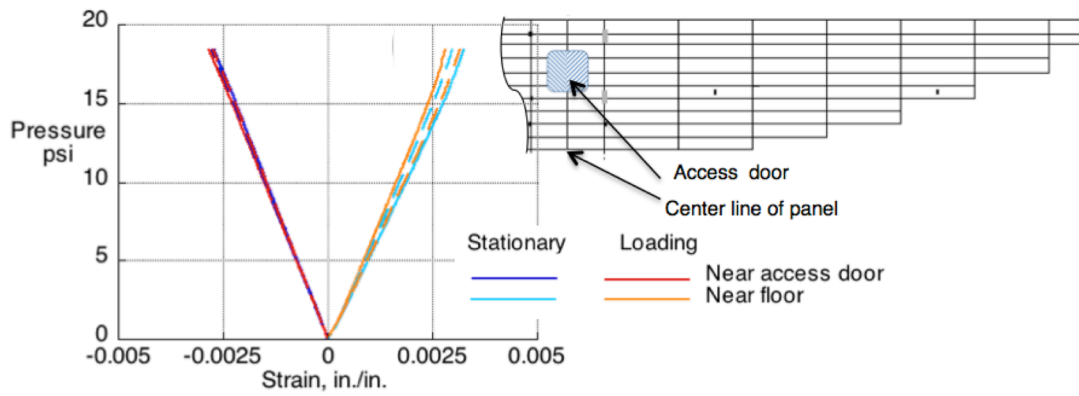 20
15
Pressure
psi
10
5
0
-0.005
-0.0025
0
0.0025
0.005
Strain, in./in.
Access door
Center line of panel
Stationary
Loading
Near access door
Near floor